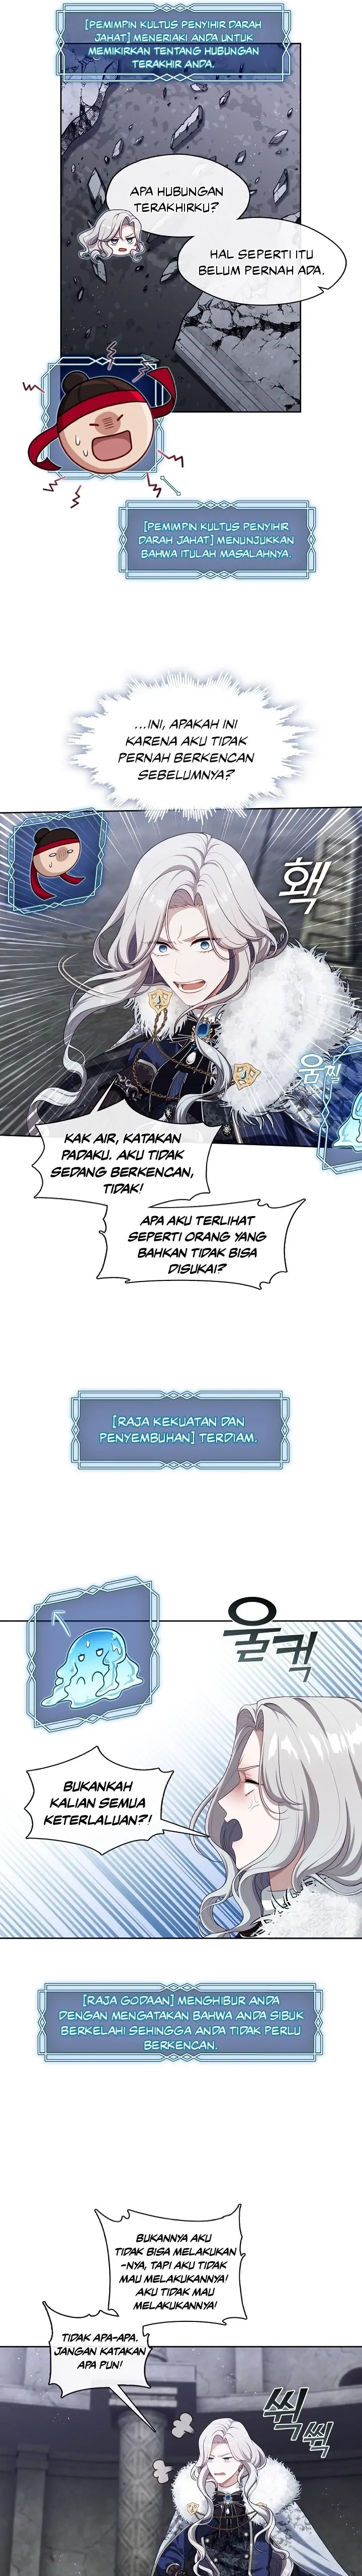 [PEMIMPIN KULTUS PENYIHIR DARAH
JAHAT] MENERIAKI ANDA UNTUK
MEMIKIRKAN TENTANG HUBUNGAN
TERAKHIR ANDA.
APA HUBUNGAN
TERAKHIRKU?
HAL SEPERTI ITU
BELUM PERNAH ADA.
[PEMIMPIN KULTUS PENYIHIR
DARAH JAHAT] MENUNJUKKAN
BAHWA ITULAH MASALAHNYA.
...INI, APAKAH INI
KARENA AKU TIDAK
PERNAH BERKENCAN
SEBELUMNYA?
홱
움찔
KAK AIR, KATAKAN
PADAKU. AKU TIDAK
SEDANG BERKENCAN,
TIDAK!
APA AKU TERLIHAT
SEPERTI ORANG YANG
BAHKAN TIDAK BISA
DISUKAI?
[RAJA KEKUATAN DAN
PENYEMBUHAN] TERDIAM.
울컥
BUKANKAH
KALIAN SEMUA
KETERLALUAN?!
[RAJA GODAAN] MENGHIBUR ANDA
DENGAN MENGATAKAN BAHWA ANDA SIBUK
BERKELAHI SEHINGGA ANDA TIDAK PERLU
BERKENCAN.
BUKANNYA AKU
TIDAK BISA MELAKUKAN
-NYA, TAPI AKU TIDAK
MAU MELAKUKANNYA!
AKU TIDAK MAU
MELAKUKANNYA!
TIDAK APA-APA.
JANGAN KATAKAN
APA PUN!
씩씩